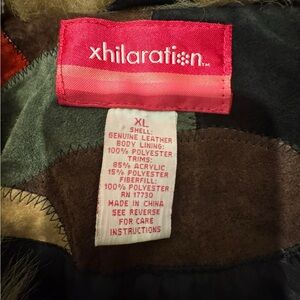 xhilaration™
XL
SHELL:
GENUINE LEATHER
BODY LINING:
100% POLYESTER
TRIMS:
85% ACRYLIC
15% POLYESTER
FIBERFILL:
100% POLYESTER
RN 17730
MADE IN CHINA
SEE REVERSE
FOR CARE
INSTRUCTIONS